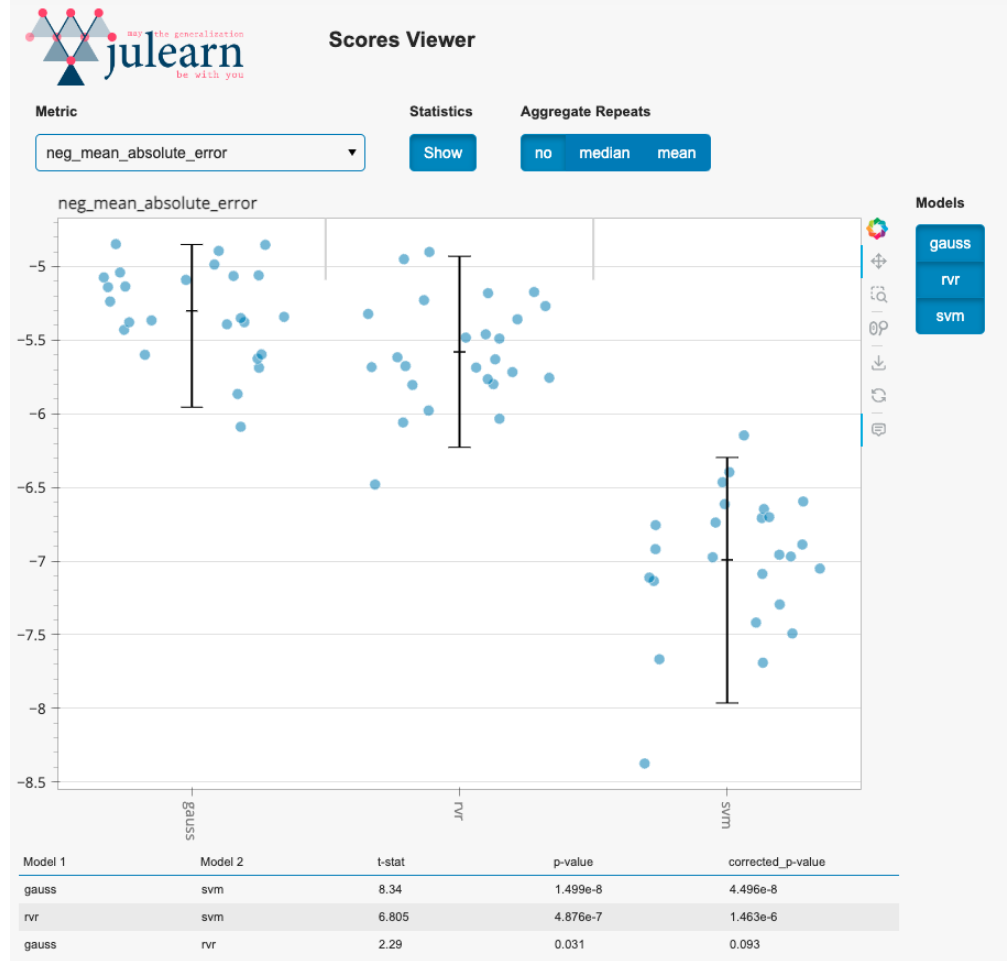 may the generalization
julearn
be with you
Scores Viewer
Metric
Statistics
Aggregate Repeats
neg_mean_absolute_error
Show
no median mean
neg_mean_absolute_error
Models
gauss
rvr
svm
−5
−5.5
−6
−6.5
−7
−7.5
−8
−8.5
gauss
rvr
svm
Model 1 Model 2 t-stat p-value corrected_p-value
gauss svm 8.34 1.499e-8 4.496e-8
rvr svm 6.805 4.876e-7 1.463e-6
gauss rvr 2.29 0.031 0.093